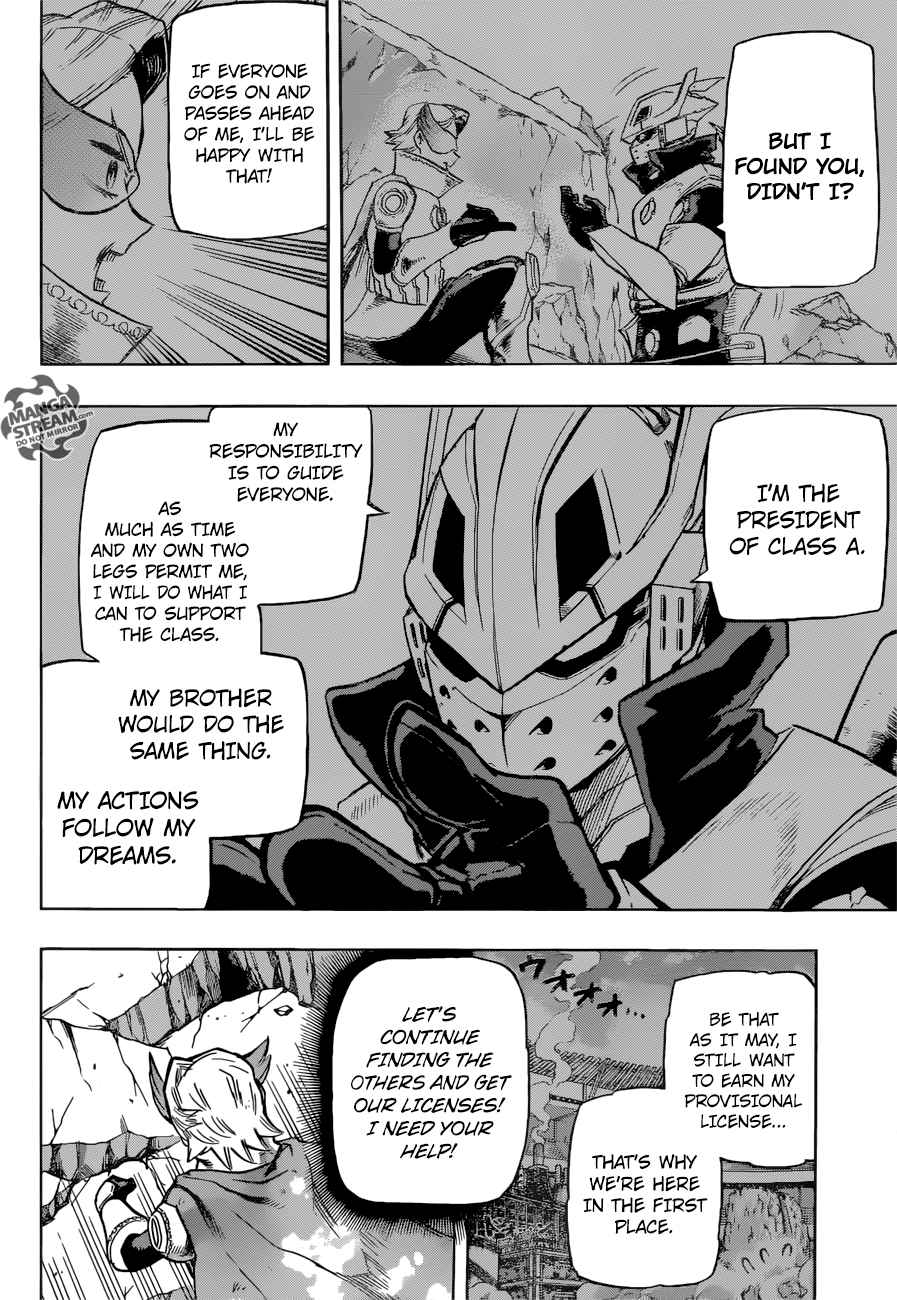 BUT I
FOUND YOU,
DIDN'T I?
IF EVERYONE
GOES ON AND
PASSES AHEAD
OF ME, I'LL BE
HAPPY WITH
THAT!
I'M THE
PRESIDENT
OF CLASS A.
MY
RESPONSIBILITY
IS TO GUIDE
EVERYONE.
AS
MUCH AS TIME
AND MY OWN TWO
LEGS PERMIT ME,
I WILL DO WHAT I
CAN TO SUPPORT
THE CLASS.
MY BROTHER
WOULD DO THE
SAME THING.
MY ACTIONS
FOLLOW MY
DREAMS.
MANGA
STREAM.com
DO NOT MIRROR
BE THAT
AS IT MAY, I
STILL WANT
TO EARN MY
PROVISIONAL
LICENSE...
THAT'S WHY
WE'RE HERE
IN THE FIRST
PLACE.
LET'S
CONTINUE
FINDING THE
OTHERS AND GET
OUR LICENSES!
I NEED YOUR
HELP!